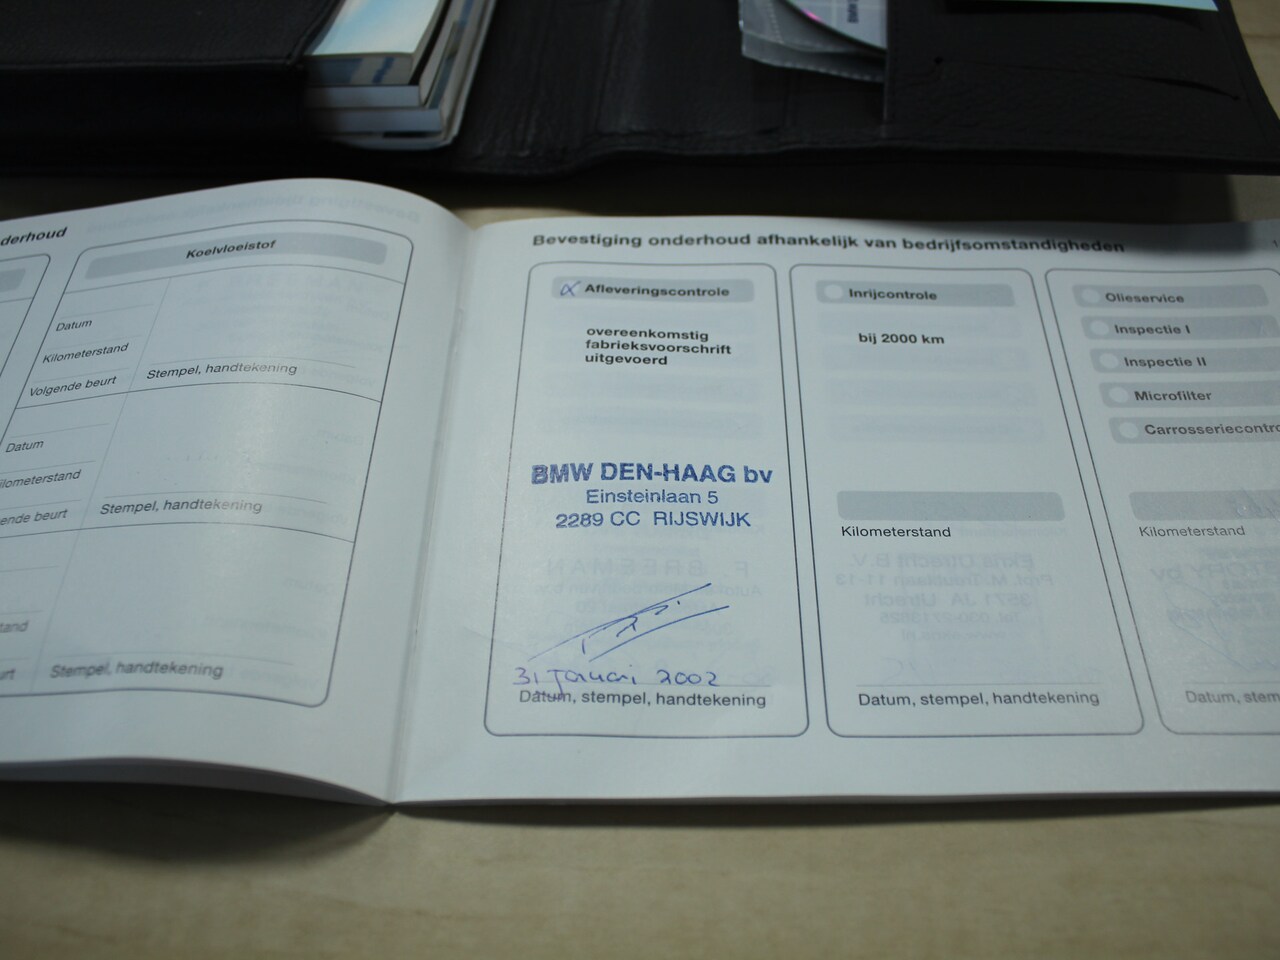 derhoud
Koelvloeistof
Datum
Kilometerstand
Volgende beurt
Stempel, handtekening
Datum
ilometerstand
ende beurt
Stempel, handtekening
tand
urt
Stempel, handtekening
Bevestiging onderhoud afhankelijk van bedrijfsomstandigheden
Afleveringscontrole
overeenkomstig
fabrieksvoorschrift
uitgevoerd
BMW DEN-HAAG bv
Einsteinlaan 5
2289 CC RIJSWIJK
31 januari 2002
Datum, stempel, handtekening
Inrijcontrole
bij 2000 km
Kilometerstand
Datum, stempel, handtekening
Olieservice
Inspectie I
Inspectie II
Microfilter
Carrosseriecontro
Kilometerstand
Datum, stem